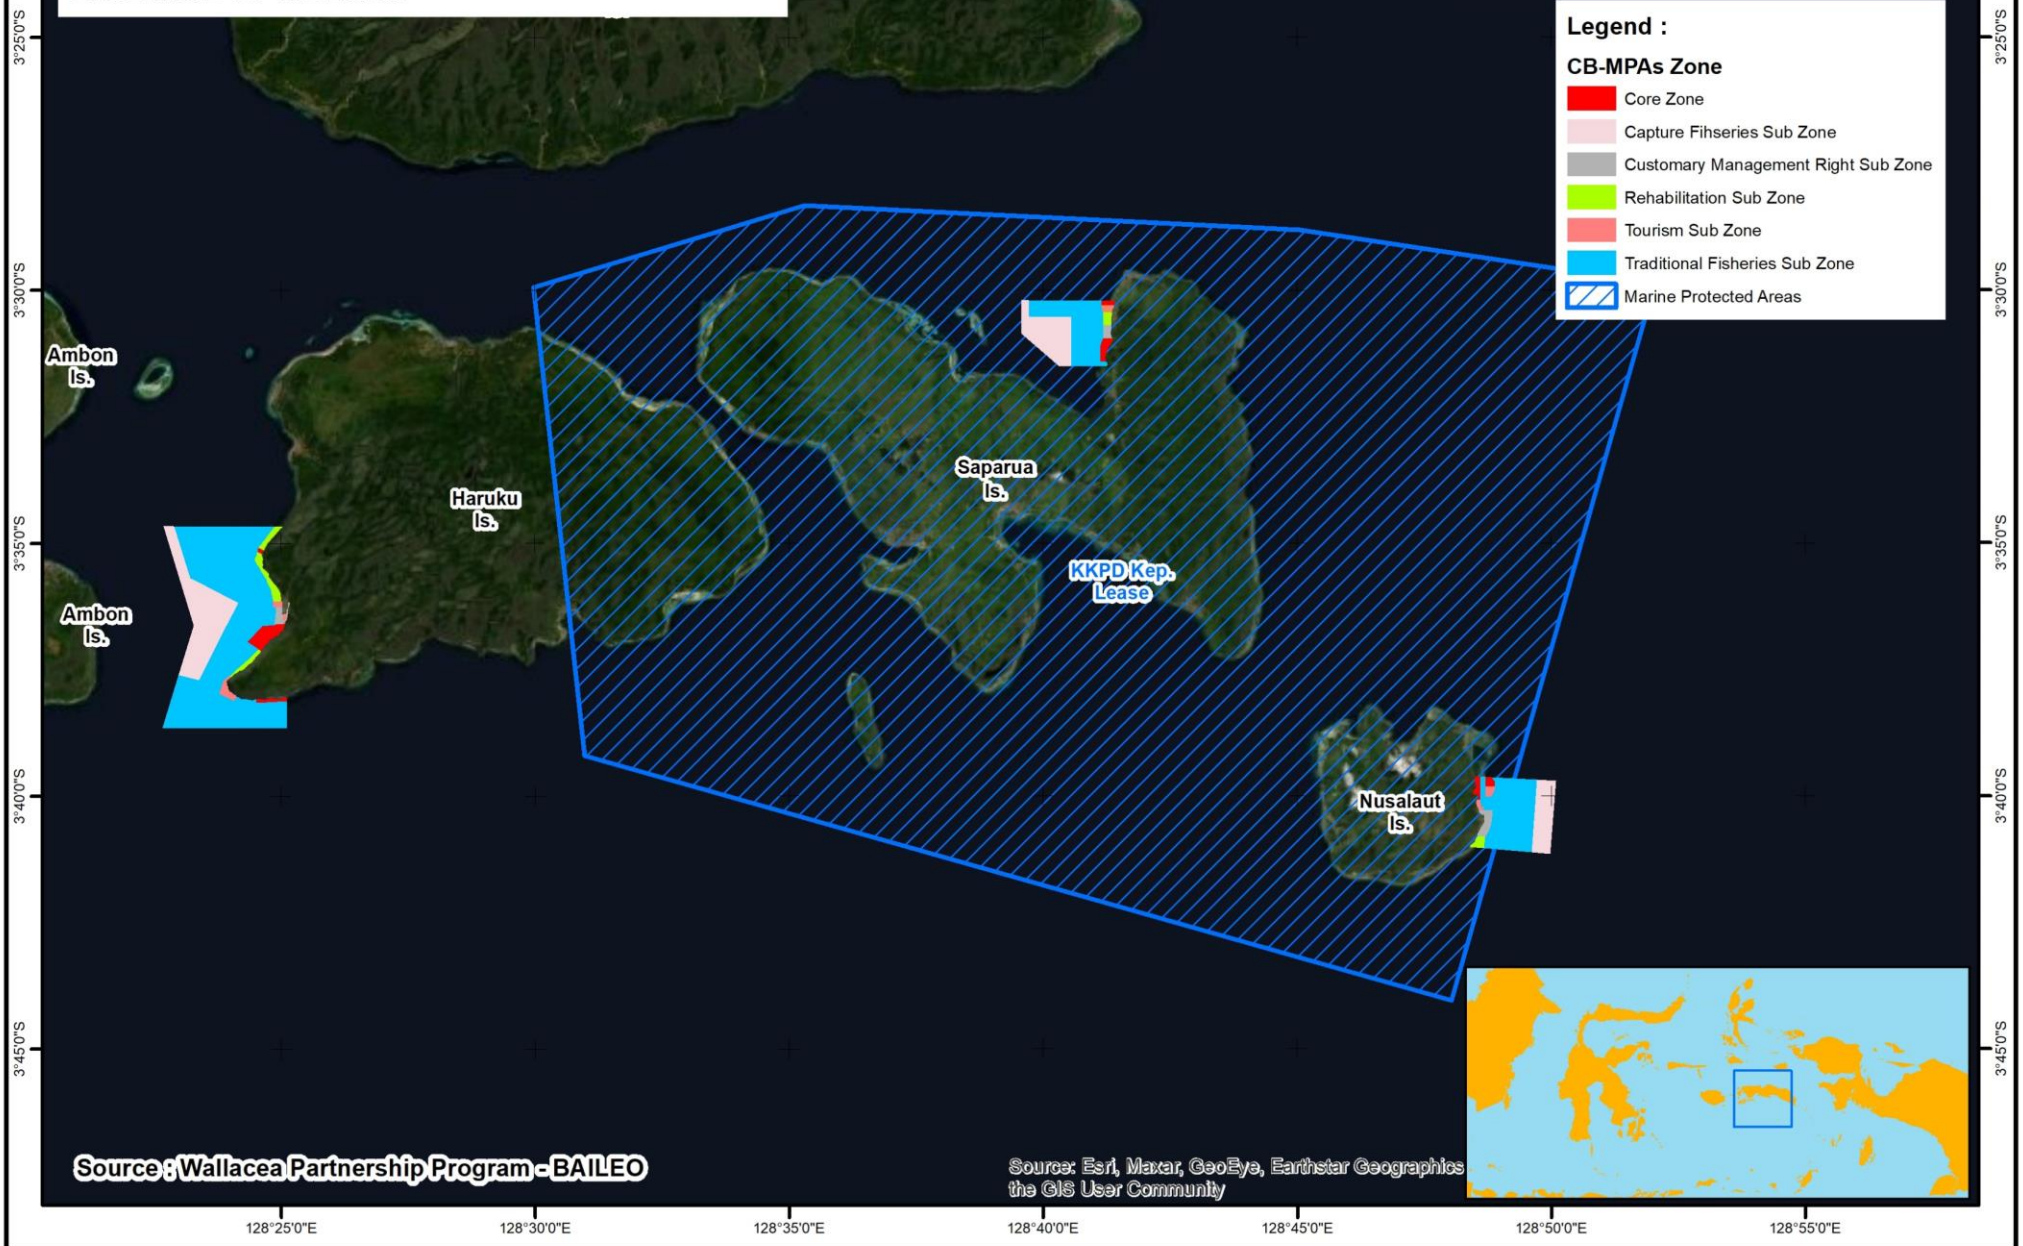 Legend :
CB-MPAs Zone
Core Zone
Capture Fihseries Sub Zone
Customary Management Right Sub Zone
Rehabilitation Sub Zone
Tourism Sub Zone
Traditional Fisheries Sub Zone
Marine Protected Areas
3°25'0"S
3°25'0"S
3°30'0"S
3°30'0"S
Ambon
Is.
Saparua
Is.
Haruku
Is.
3°35'0"S
3°35'0"S
KKPD Kep.
Lease
Ambon
Is.
3°40'0"S
3°40'0"S
Nusalaut
Is.
3°45'0"S
3°45'0"S
Source : Wallacea Partnership Program - BAILEO
Source: Esri, Maxar, GeoEye, Earthstar Geographics
the GIS User Community
128°25'0"E
128°30'0"E
128°35'0"E
128°40'0"E
128°45'0"E
128°50'0"E
128°55'0"E